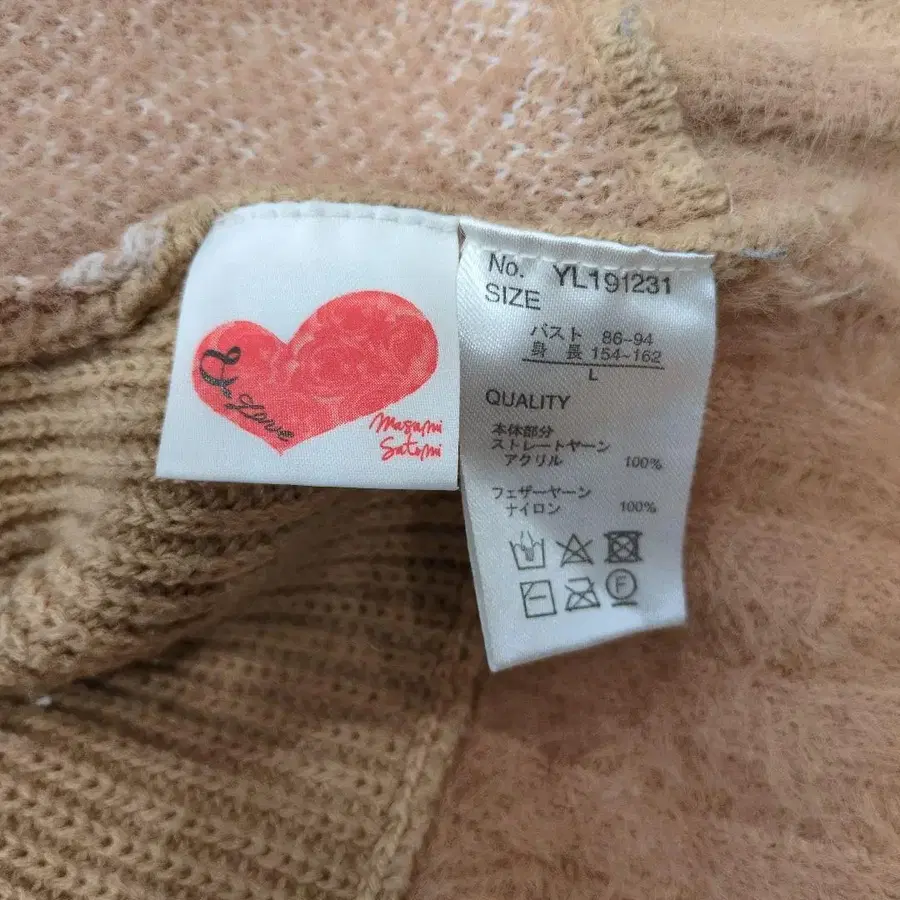 Love
Masami
Satomi
No. YL191231
SIZE
バスト 86~94
身長 154~162
L
QUALITY
本体部分
ストレートヤーン
アクリル 100%
フェザーヤーン
ナイロン 100%
F